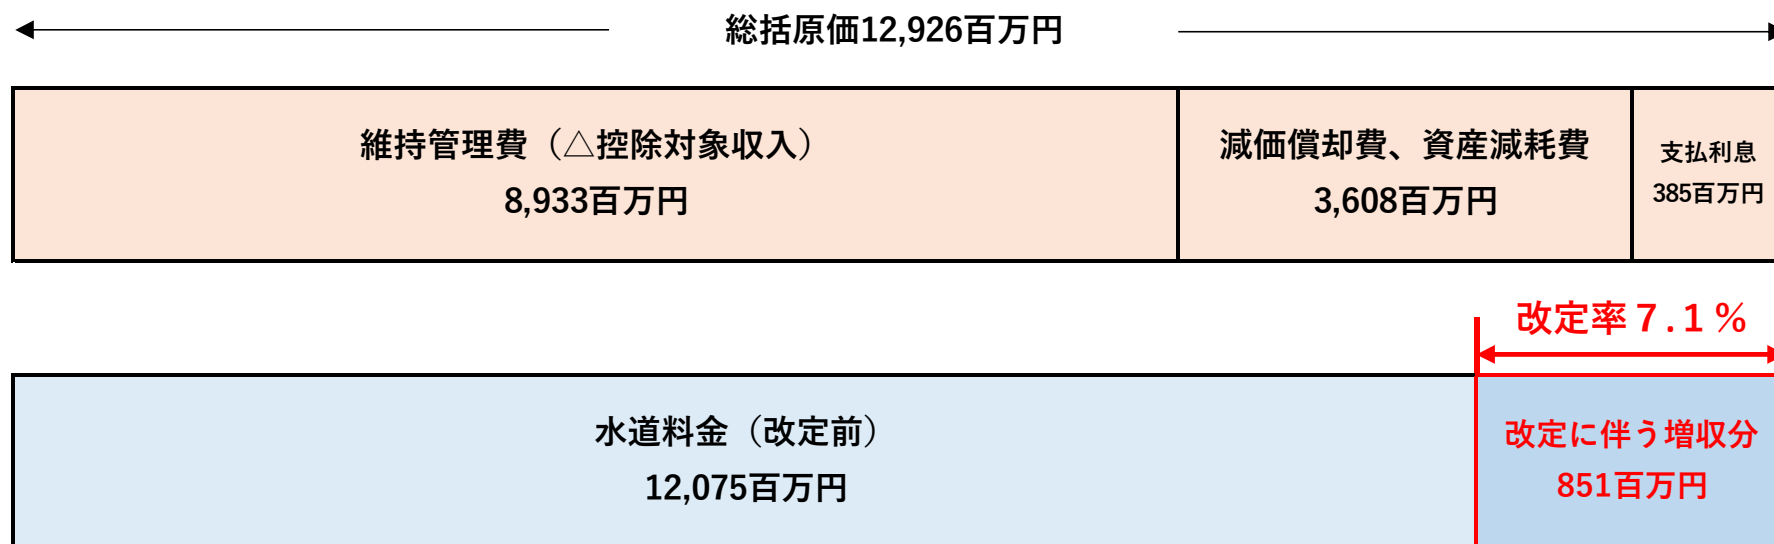 総括原価12,926百万円
維持管理費（△控除対象収入）
8,933百万円
減価償却費、資産減耗費
3,608百万円
支払利息
385百万円
改定率７.１％
水道料金（改定前）
12,075百万円
改定に伴う増収分
851百万円